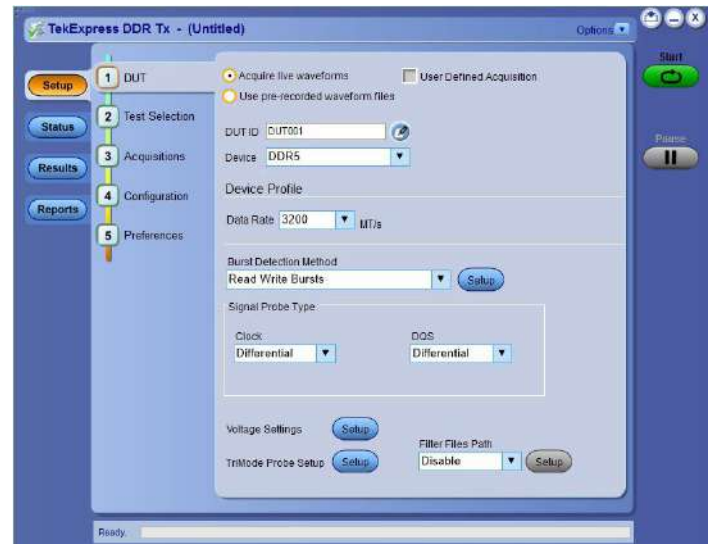 TekExpress DDR Tx - (Untitled)
Options
Start
Setup
Status
Results
Reports
1 DUT
2 Test Selection
3 Acquisitions
4 Configuration
5 Preferences
Acquire live waveforms
User Defined Acquisition
Use pre-recorded waveform files
DUT ID DUT001
Device DDR5
Device Profile
Data Rate 3200 MT/s
Burst Detection Method
Read Write Bursts Setup
Signal Probe Type
Clock DQS
Differential Differential
Voltage Settings Setup
Filter Files Path
TriMode Probe Setup Setup Disable Setup
Pause
Ready.